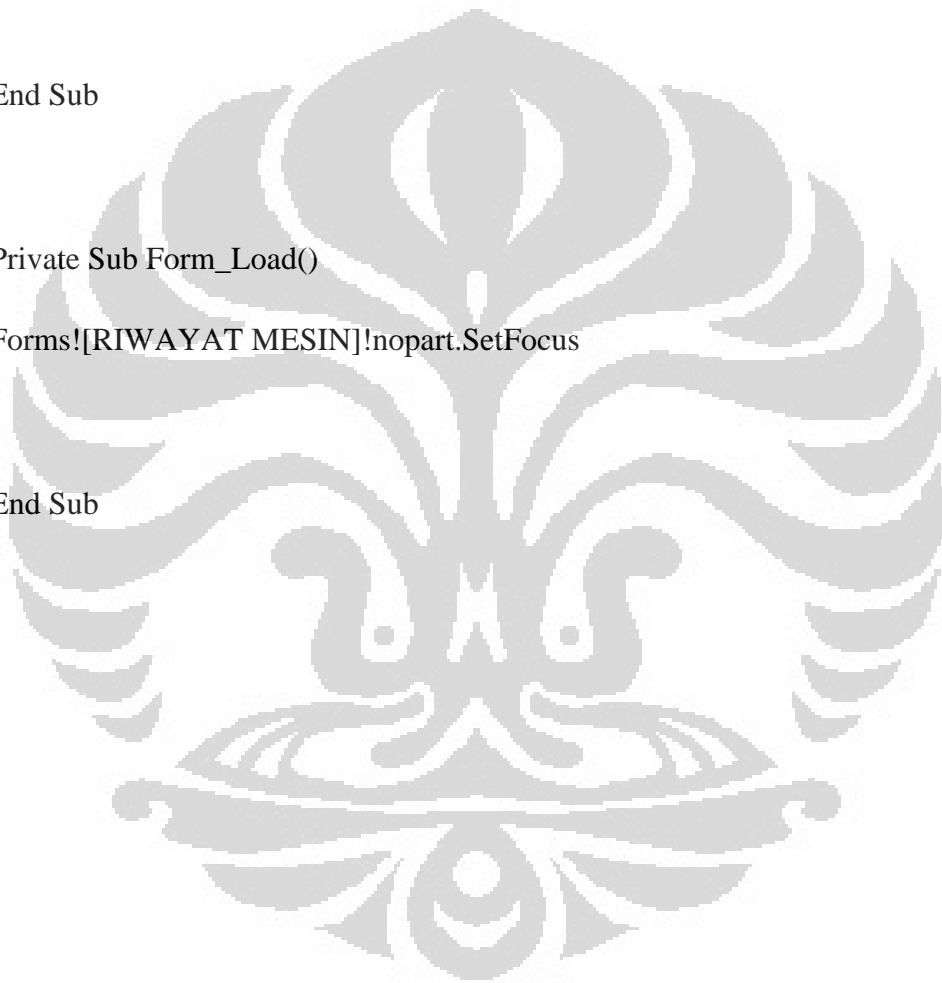 End Sub
Private Sub Form_Load()
Forms![RIWAYAT MESIN]!nopart.SetFocus
End Sub